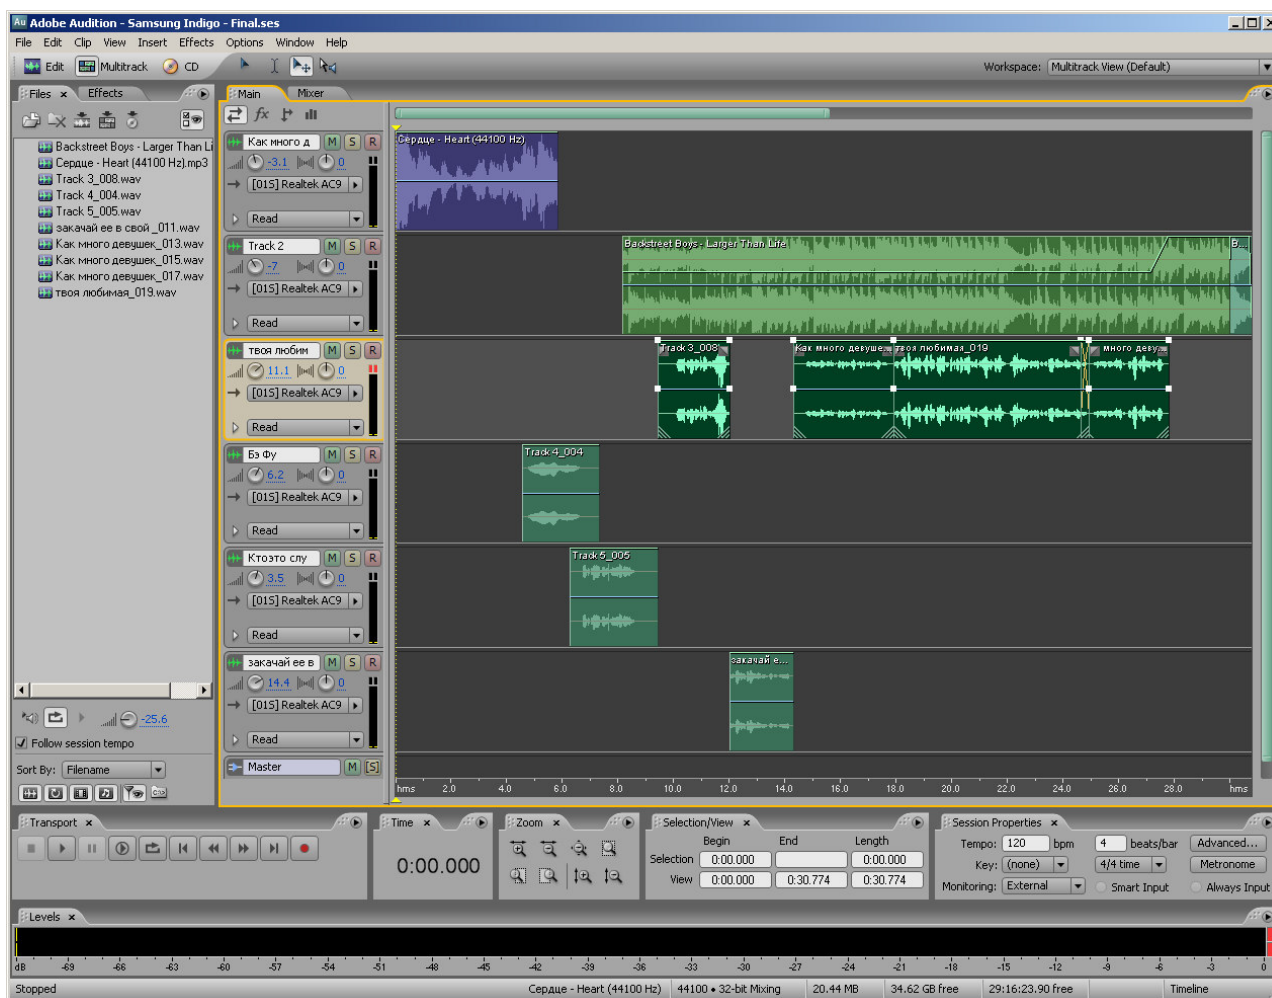 Au Adobe Audition - Samsung Indigo - Final.ses
File Edit Clip View Insert Effects Options Window Help
Edit Multitrack CD Workspace: Multitrack View (Default)
Files Effects Main Mixer
Backstreet Boys - Larger Than Li
Сердце - Heart (44100 Hz).mp3
Track 3_008.wav
Track 4_004.wav
Track 5_005.wav
закачай ее в свой _011.wav
Как много девушек_013.wav
Как много девушек_015.wav
Как много девушек_017.wav
твоя любимая_019.wav
Как много д M S R
-3.1 0
[01S] Realtek AC9
Read
Сердце - Heart (44100 Hz)
Track 2 M S R
-7 0
[01S] Realtek AC9
Read
Backstreet Boys - Larger Than Life B...
твоя любим M S R
11.1 0
[01S] Realtek AC9
Read
Track 3_008 Как много девуше... твоя любимая_019 много деву...
Бэ Фу M S R
6.2 0
[01S] Realtek AC9
Read
Track 4_004
Ктоэто слу M S R
3.5 0
[01S] Realtek AC9
Read
Track 5_005
закачай ее в M S R
14.4 0
[01S] Realtek AC9
Read
закачай е...
Master M [S]
hms 2.0 4.0 6.0 8.0 10.0 12.0 14.0 16.0 18.0 20.0 22.0 24.0 26.0 28.0 hms
-25.6
Follow session tempo
Sort By: Filename
Transport Time Zoom Selection/View Session Properties
0:00.000
Begin End Length
Selection 0:00.000 0:00.000
View 0:00.000 0:30.774 0:30.774
Tempo: 120 bpm 4 beats/bar Advanced...
Key: (none) 4/4 time Metronome
Monitoring: External Smart Input Always Input
Levels
dB -69 -66 -63 -60 -57 -54 -51 -48 -45 -42 -39 -36 -33 -30 -27 -24 -21 -18 -15 -12 -9 -6 -3 0
Stopped Сердце - Heart (44100 Hz) 44100 • 32-bit Mixing 20.44 MB 34.62 GB free 29:16:23.90 free Timeline